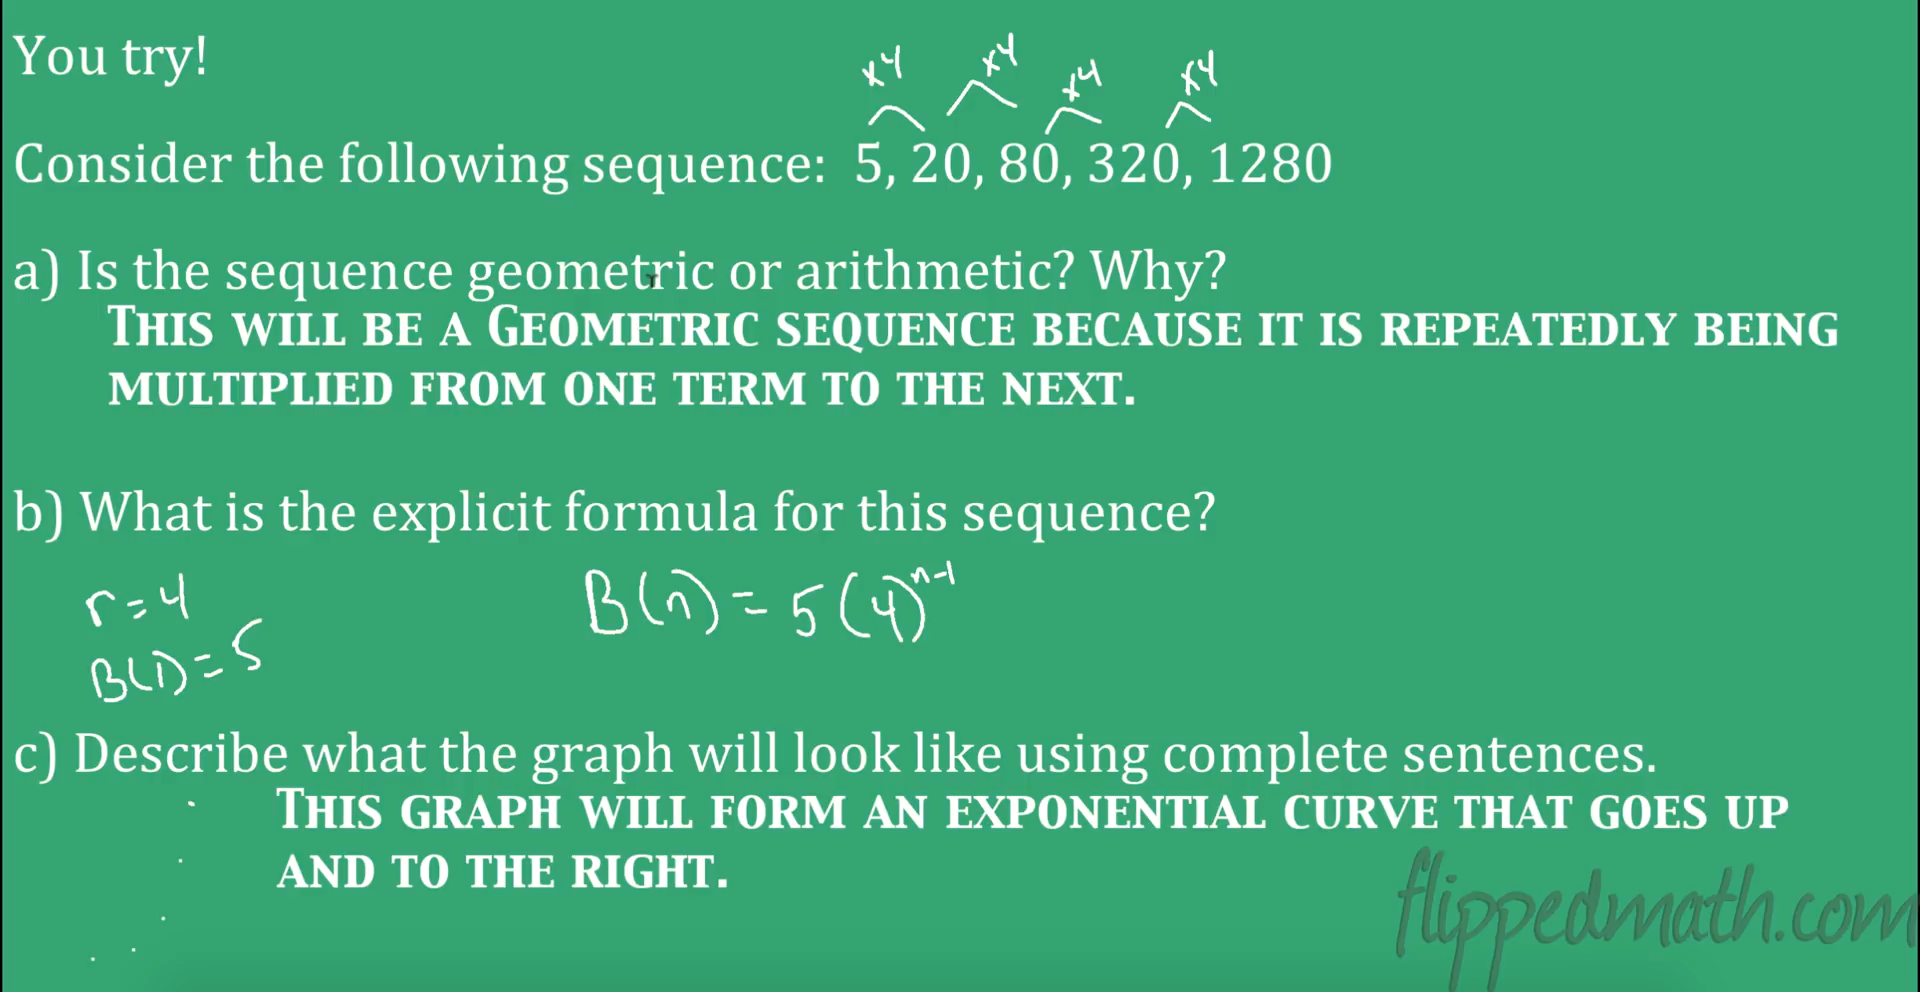 You try!
x4 x4 x4 x4
Consider the following sequence: 5, 20, 80, 320, 1280
a) Is the sequence geometric or arithmetic? Why?
THIS WILL BE A GEOMETRIC SEQUENCE BECAUSE IT IS REPEATEDLY BEING
MULTIPLIED FROM ONE TERM TO THE NEXT.
b) What is the explicit formula for this sequence?
r=4
B(n) = 5(4)^n-1
B(1)=5
c) Describe what the graph will look like using complete sentences.
THIS GRAPH WILL FORM AN EXPONENTIAL CURVE THAT GOES UP
AND TO THE RIGHT.
flippedmath.com